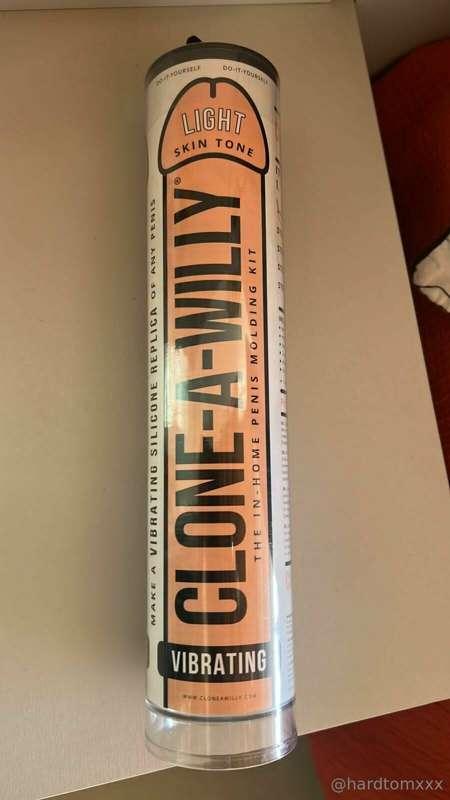 DO-IT-YOURSELF
DO-IT-YOURSELF
LIGHT
SKIN TONE
MAKE A VIBRATING SILICONE REPLICA OF ANY PENIS
CLONE-A-WILLY®
THE IN-HOME PENIS MOLDING KIT
VIBRATING
WWW.CLONEAWILLY.COM
@hardtomxxx